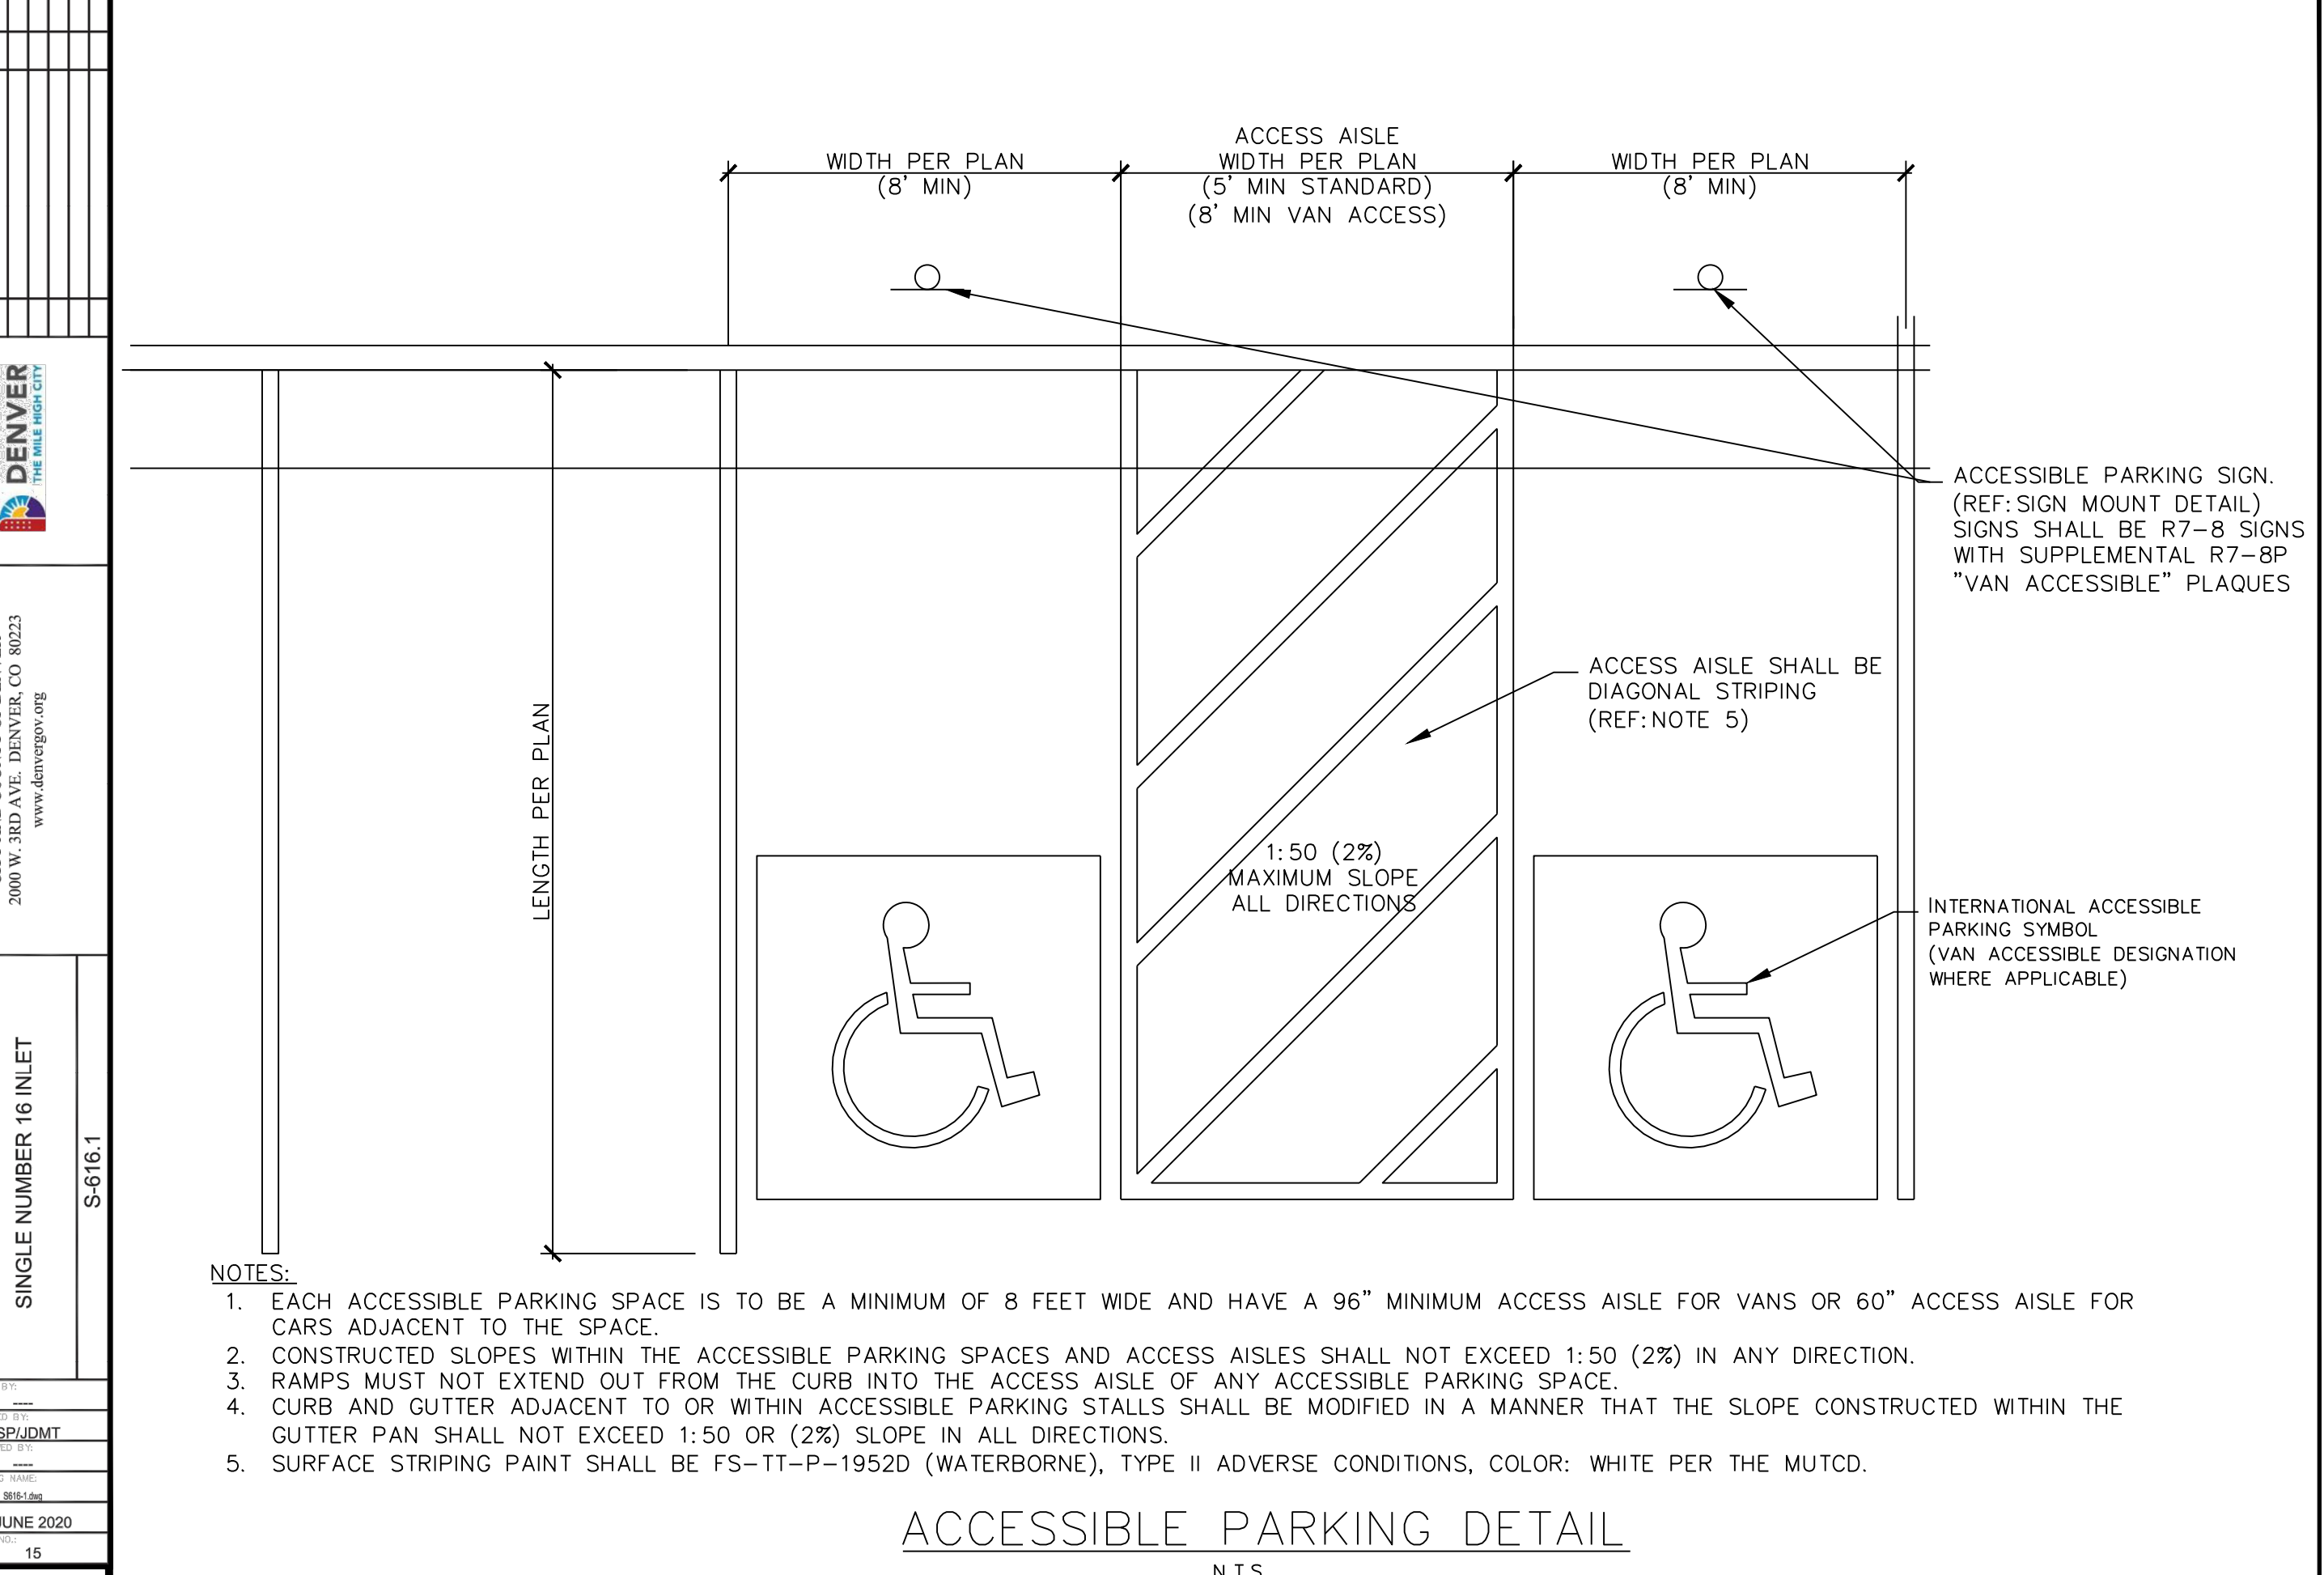 ACCESS AISLE
WIDTH PER PLAN
(8' MIN)
WIDTH PER PLAN
(5' MIN STANDARD)
(8' MIN VAN ACCESS)
WIDTH PER PLAN
(8' MIN)
ACCESSIBLE PARKING SIGN.
(REF:SIGN MOUNT DETAIL)
SIGNS SHALL BE R7-8 SIGNS
WITH SUPPLEMENTAL R7-8P
"VAN ACCESSIBLE" PLAQUES
ACCESS AISLE SHALL BE
DIAGONAL STRIPING
(REF:NOTE 5)
LENGTH PER PLAN
1:50 (2%)
MAXIMUM SLOPE
ALL DIRECTIONS
INTERNATIONAL ACCESSIBLE
PARKING SYMBOL
(VAN ACCESSIBLE DESIGNATION
WHERE APPLICABLE)
NOTES:
1. EACH ACCESSIBLE PARKING SPACE IS TO BE A MINIMUM OF 8 FEET WIDE AND HAVE A 96" MINIMUM ACCESS AISLE FOR VANS OR 60" ACCESS AISLE FOR
CARS ADJACENT TO THE SPACE.
2. CONSTRUCTED SLOPES WITHIN THE ACCESSIBLE PARKING SPACES AND ACCESS AISLES SHALL NOT EXCEED 1:50 (2%) IN ANY DIRECTION.
3. RAMPS MUST NOT EXTEND OUT FROM THE CURB INTO THE ACCESS AISLE OF ANY ACCESSIBLE PARKING SPACE.
4. CURB AND GUTTER ADJACENT TO OR WITHIN ACCESSIBLE PARKING STALLS SHALL BE MODIFIED IN A MANNER THAT THE SLOPE CONSTRUCTED WITHIN THE
GUTTER PAN SHALL NOT EXCEED 1:50 OR (2%) SLOPE IN ALL DIRECTIONS.
5. SURFACE STRIPING PAINT SHALL BE FS-TT-P-1952D (WATERBORNE), TYPE II ADVERSE CONDITIONS, COLOR: WHITE PER THE MUTCD.
ACCESSIBLE PARKING DETAIL
N.T.S.
DENVER
THE MILE HIGH CITY
2000 W. 3RD AVE. DENVER, CO 80223
www.denvergov.org
SINGLE NUMBER 16 INLET
S-616.1
BY:
----
D BY:
SP/JDMT
ED BY:
----
G NAME:
S616-1.dwg
JUNE 2020
NO.:
15